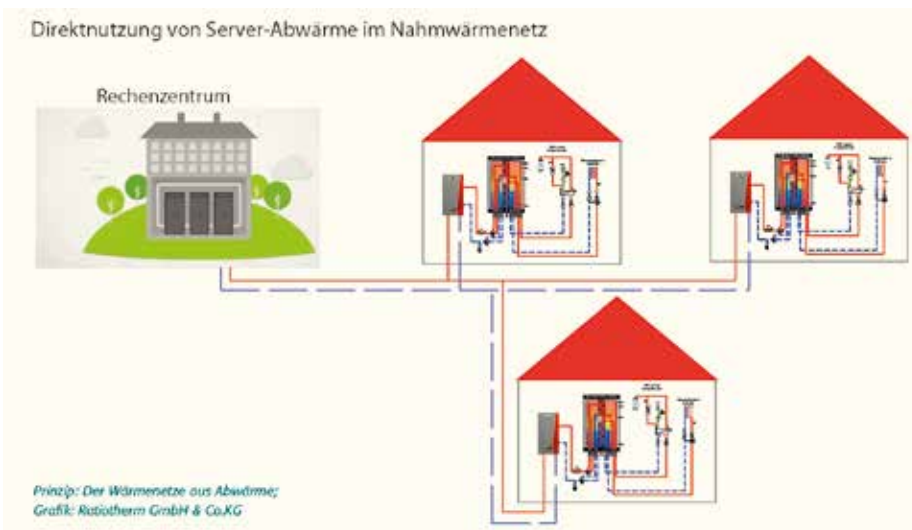 Direktnutzung von Server-Abwärme im Nahmwärmenetz
Rechenzentrum
Prinzip: Der Wärmenetze aus Abwärme;
Grafik: Ratiotherm GmbH & Co.KG